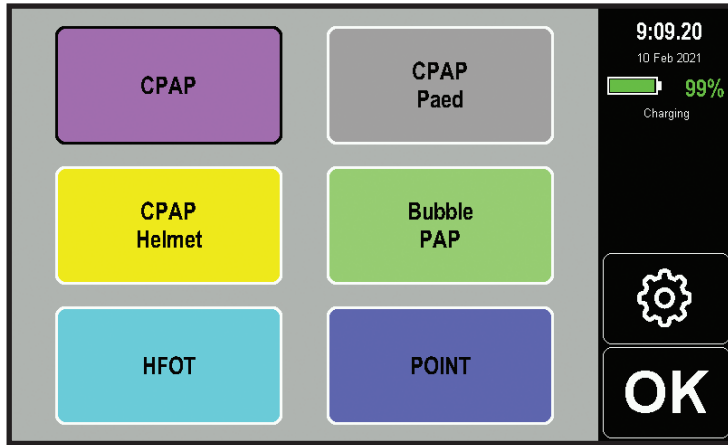 CPAP
CPAP
Paed
CPAP
Helmet
Bubble
PAP
HFOT
POINT
9:09.20
10 Feb 2021
99%
Charging
OK